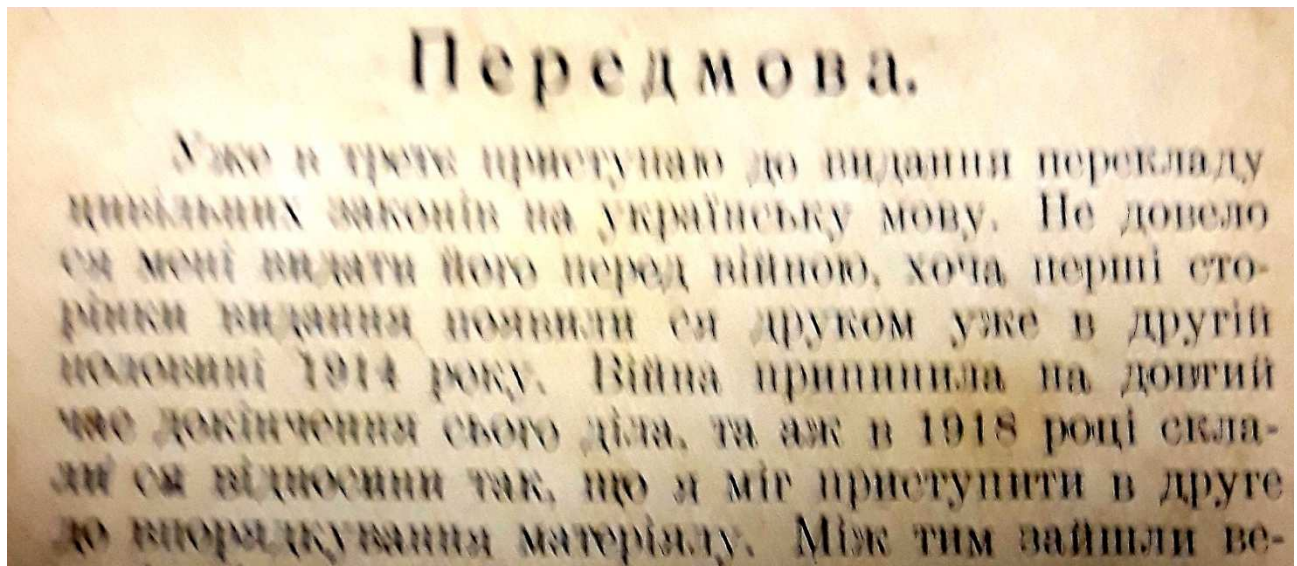 Передмова.
Уже в трете приступаю до видання перекладу
цивільних законів на українську мову. Не довело
ся мені видати його перед війною, хоча перші сто-
рінки видання появили ся друком уже в другій
половині 1914 року. Війна припинила на довгий
час докінчення сього діла, та аж в 1918 році скла-
ли ся відносини так, що я міг приступити в друге
до впорядкування матеріялу. Між тим зайшли ве-